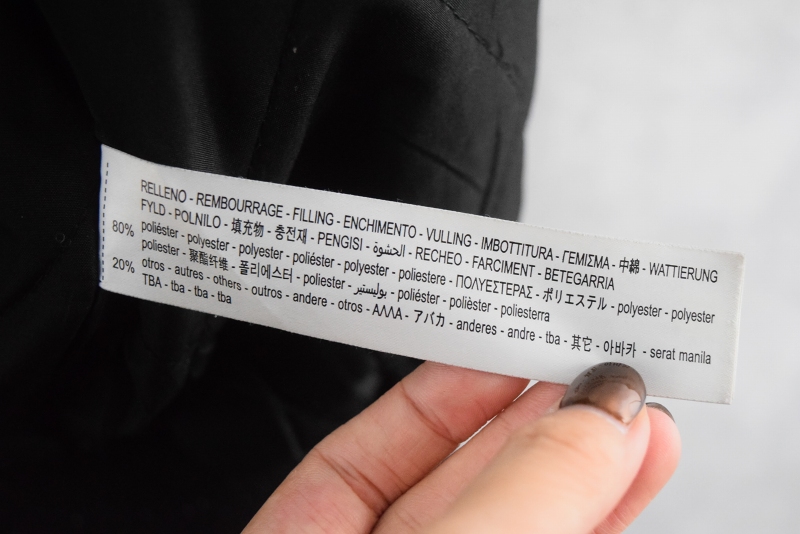 RELLENO - REMBOURRAGE - FILLING - ENCHIMENTO - VULLING - IMBOTTITURA - ΓΕΜΙΣΜΑ - 中綿 - WATTIERUNG
FYLD - POLNILO - 填充物 - 충전재 - PENGISI - الحشوة - RECHEO - FARCIMENT - BETEGARRIA
80% poliéster - polyester - polyester - poliéster - polyester - poliestere - ΠΟΛΥΕΣΤΕΡΑΣ - ポリエステル - polyester - polyester
poliester - 聚酯纤维 - 폴리에스터 - poliester - بوليستير - poliéster - polièster - poliesterra
20% otros - autres - others - outros - andere - otros - ΑΛΛΑ - アバカ - anderes - andre - tba - 其它 - 아바카 - serat manila
TBA - tba - tba - tba